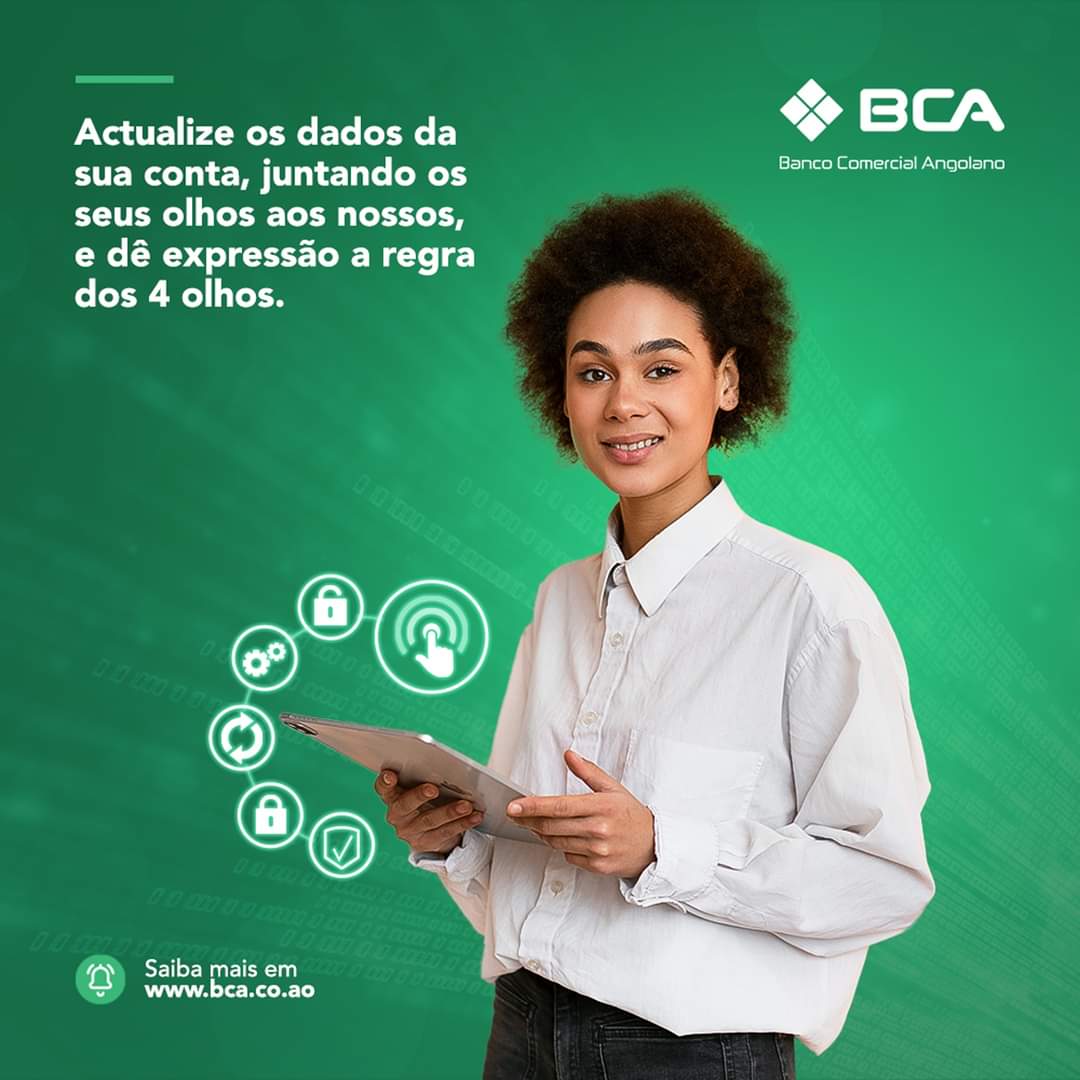 Actualize os dados da
sua conta, juntando os
seus olhos aos nossos,
e dê expressão a regra
dos 4 olhos.
BCA
Banco Comercial Angolano
Saiba mais em
www.bca.co.ao